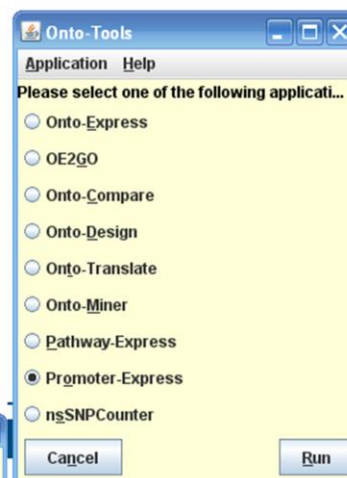 Onto-Tools
Application Help
Please select one of the following applicati...
Onto-Express
OE2GO
Onto-Compare
Onto-Design
Onto-Translate
Onto-Miner
Pathway-Express
Promoter-Express
nsSNPCounter
Cancel Run